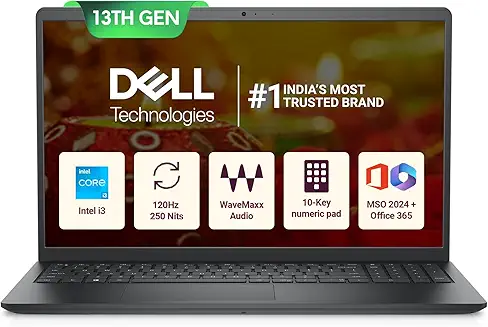 13TH GEN
DELL
Technologies
#1 INDIA'S MOST
TRUSTED BRAND
intel
CORE
i3
Intel i3
120Hz
250 Nits
WaveMaxx
Audio
10-Key
numeric pad
MSO 2024 +
Office 365